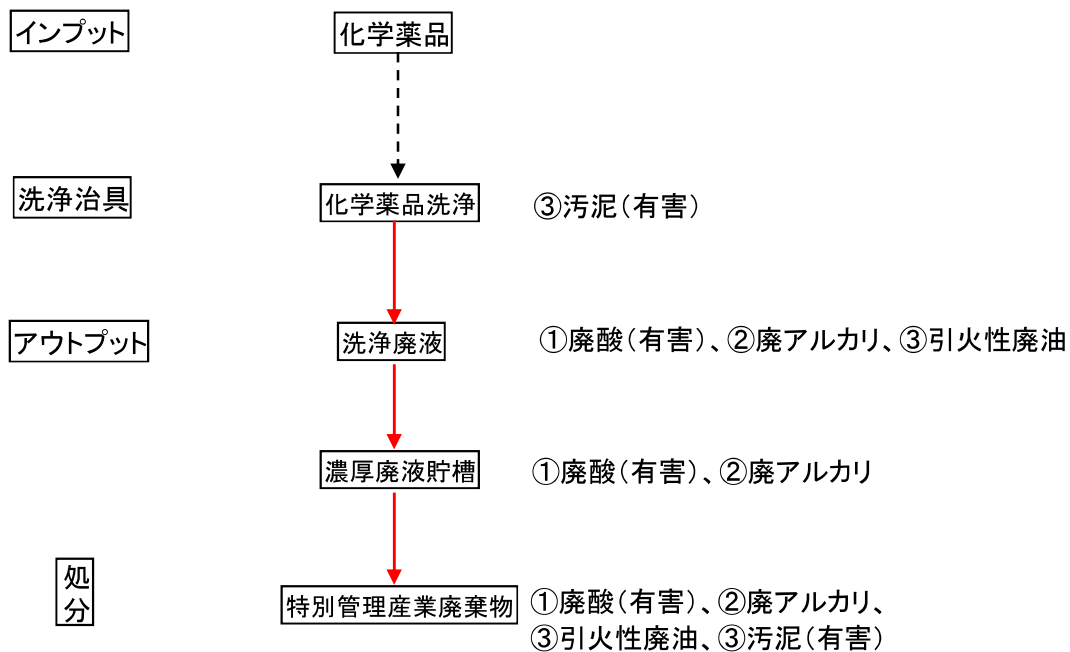 インプット
化学薬品
洗浄治具
化学薬品洗浄
③汚泥（有害）
アウトプット
洗浄廃液
①廃酸（有害）、②廃アルカリ、③引火性廃油
濃厚廃液貯槽
①廃酸（有害）、②廃アルカリ
処
分
特別管理産業廃棄物
①廃酸（有害）、②廃アルカリ、
③引火性廃油、③汚泥（有害）